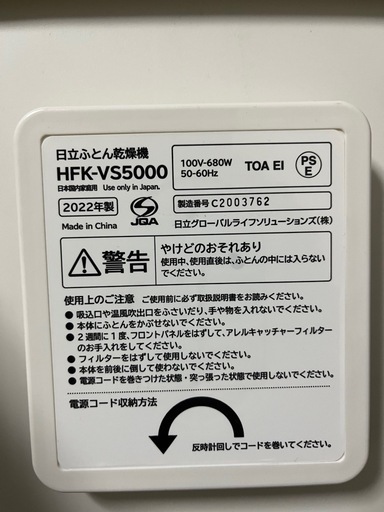 日立ふとん乾燥機
HFK-VS5000
日本国内家庭用 Use only in Japan.
2022年製
Made in China
JQA
100V-680W
50-60Hz
TOA EI
PS
E
製造番号 C2003762
日立グローバルライフソリューションズ(株)
警告
やけどのおそれあり
使用中、使用直後は、ふとんの中には入らない
でください。
使用上のご注意 ご使用前に必ず取扱説明書をお読みください。
●吸込口や温風吹出口をふさいだり、手や物を入れないでください。
●本体にふとんをかぶせないでください。
●2週間に1度、フロントパネルをはずして、アレルキャッチャーフィルター
のお手入れをしてください。
●フィルターをはずして使用しないでください。
●本体を前後に倒して使わないでください。
●電源コードを巻きつけた状態・突っ張った状態で使用しないでください。
電源コード収納方法
反時計回しでコードを巻いてください。